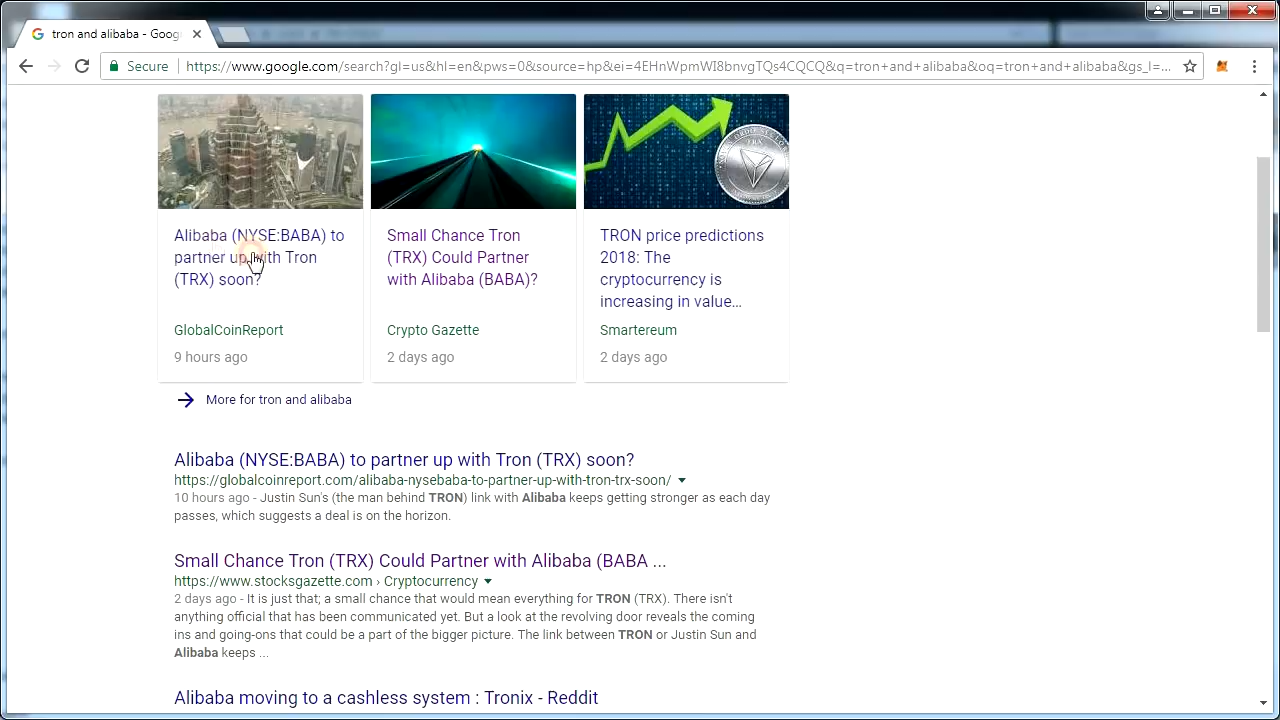 tron and alibaba - Goog
Secure
https://www.google.com/search?gl=us&hl=en&pws=0&source=hp&ei=4EHnWpmWI8bnvgTQs4CQCQ&q=tron+and+alibaba&oq=tron+and+alibaba&gs_l=...
Alibaba (NYSE:BABA) to
partner up with Tron
(TRX) soon?
GlobalCoinReport
9 hours ago
Small Chance Tron
(TRX) Could Partner
with Alibaba (BABA)?
Crypto Gazette
2 days ago
TRX
TRON price predictions
2018: The
cryptocurrency is
increasing in value...
Smartereum
2 days ago
More for tron and alibaba
Alibaba (NYSE:BABA) to partner up with Tron (TRX) soon?
https://globalcoinreport.com/alibaba-nysebaba-to-partner-up-with-tron-trx-soon/
10 hours ago - Justin Sun's (the man behind TRON) link with Alibaba keeps getting stronger as each day
passes, which suggests a deal is on the horizon.
Small Chance Tron (TRX) Could Partner with Alibaba (BABA ...
https://www.stocksgazette.com › Cryptocurrency
2 days ago - It is just that; a small chance that would mean everything for TRON (TRX). There isn't
anything official that has been communicated yet. But a look at the revolving door reveals the coming
ins and going-ons that could be a part of the bigger picture. The link between TRON or Justin Sun and
Alibaba keeps ...
Alibaba moving to a cashless system : Tronix - Reddit